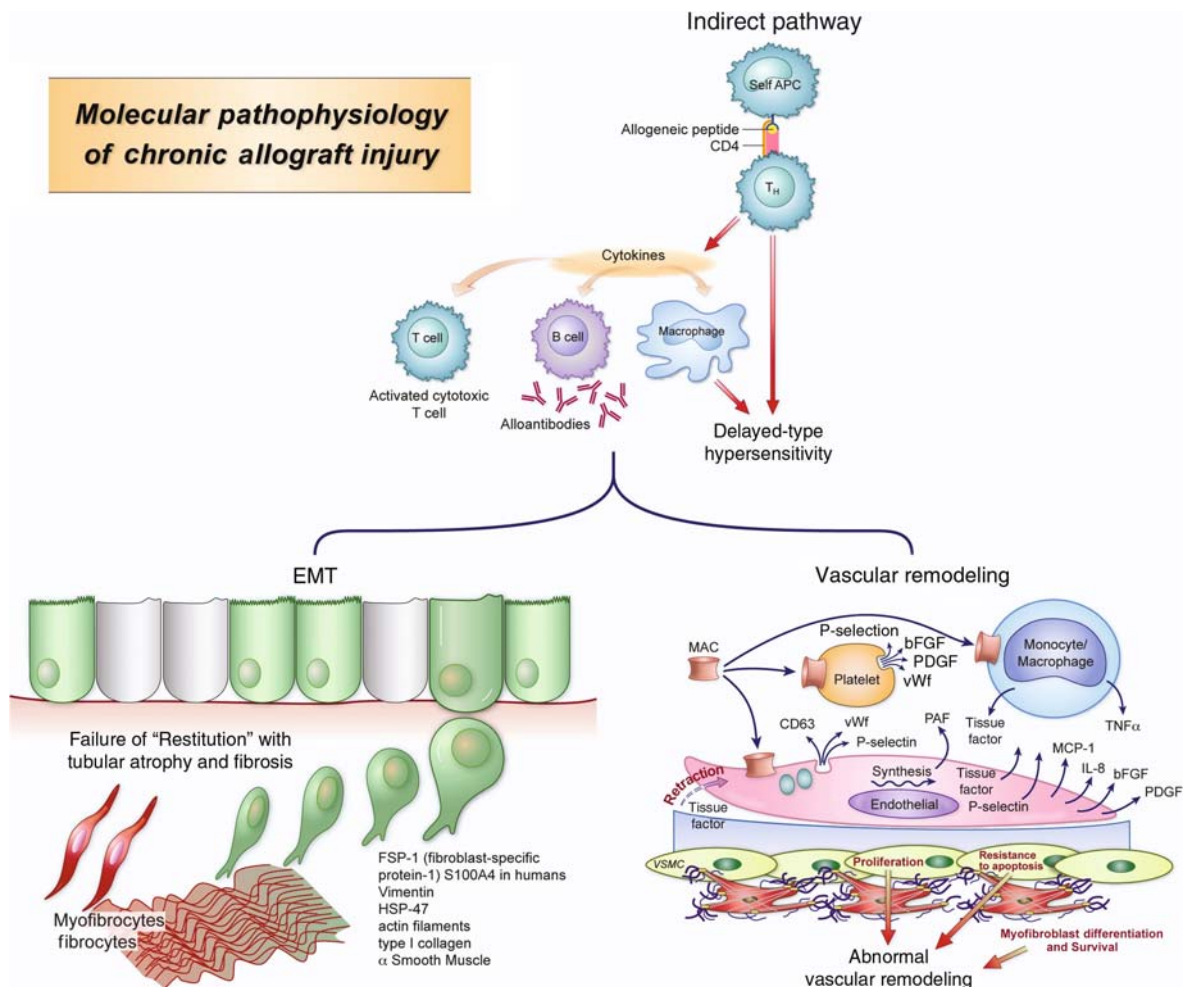 Indirect pathway
Molecular pathophysiology
of chronic allograft injury
Self APC
Allogeneic peptide
CD4
TH
Cytokines
T cell
B cell
Macrophage
Activated cytotoxic
T cell
Alloantibodies
Delayed-type
hypersensitivity
EMT
Failure of “Restitution” with
tubular atrophy and fibrosis
Myofibrocytes
fibrocytes
FSP-1 (fibroblast-specific
protein-1) S100A4 in humans
Vimentin
HSP-47
actin filaments
type I collagen
α Smooth Muscle
Vascular remodeling
MAC
P-selection
bFGF
PDGF
vWf
Platelet
Monocyte/
Macrophage
Tissue
factor
TNFα
CD63
vWf
P-selectin
PAF
MCP-1
IL-8
bFGF
PDGF
Retraction
Tissue
factor
Synthesis
Endothelial
Tissue
factor
P-selectin
VSMC
Proliferation
Resistance
to apoptosis
Myofibroblast differentiation
and Survival
Abnormal
vascular remodeling